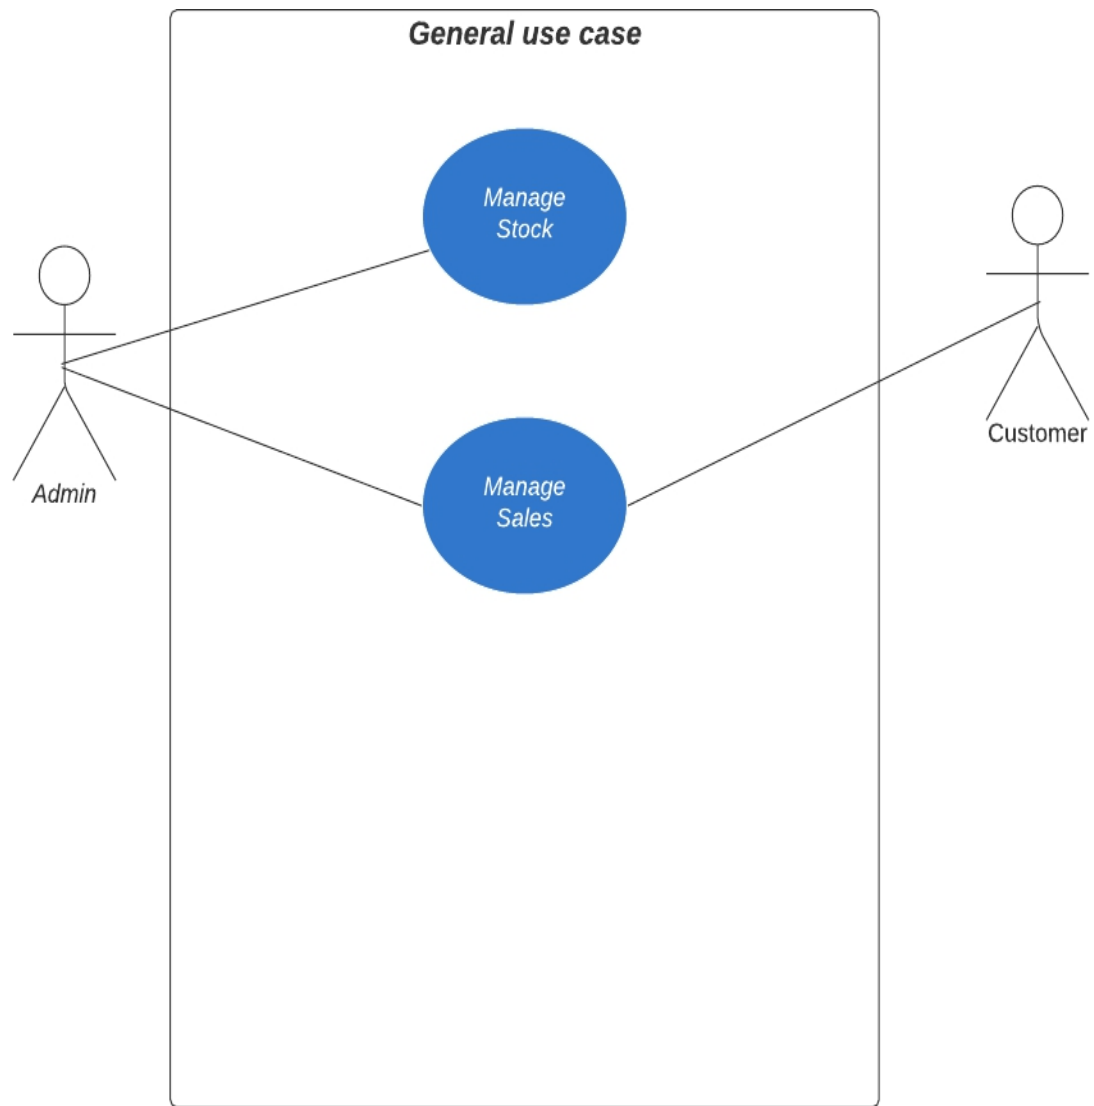 General use case
Manage
Stock
Manage
Sales
Admin
Customer